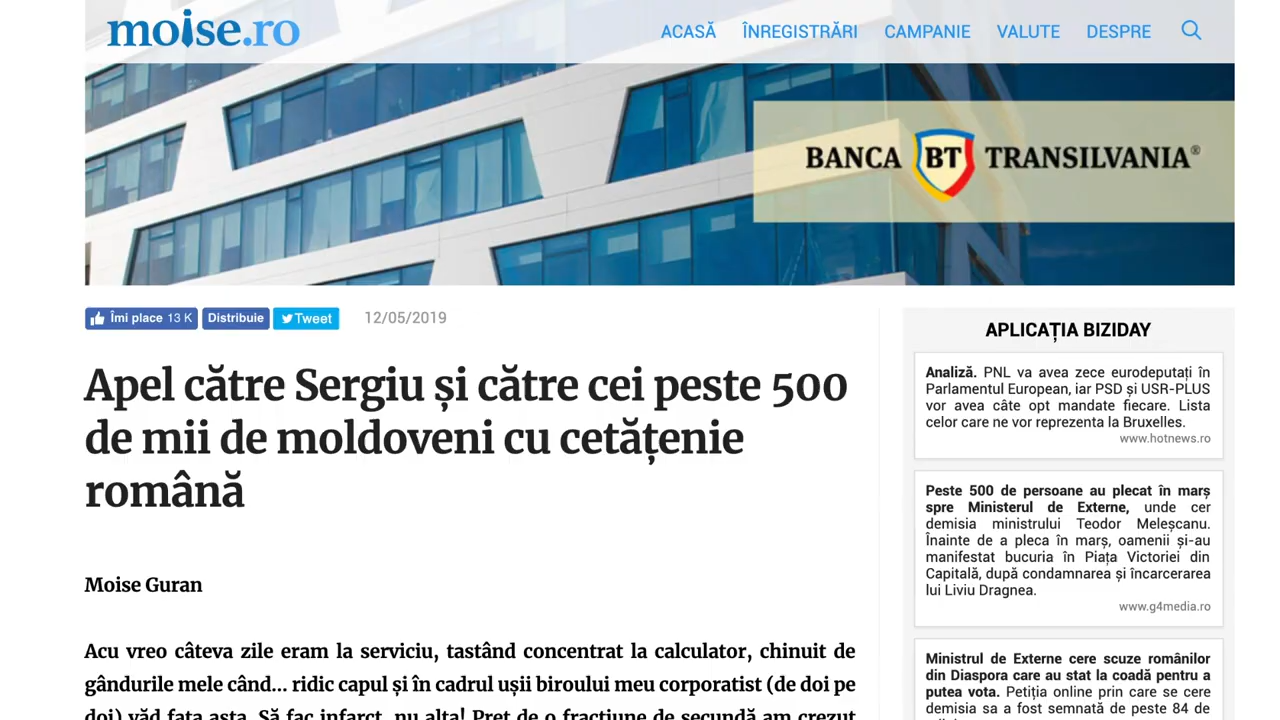 moise.ro
ACASĂ ÎNREGISTRĂRI CAMPANIE VALUTE DESPRE
BANCA BT TRANSILVANIA®
Îmi place 13 K Distribuie Tweet 12/05/2019
Apel către Sergiu și către cei peste 500
de mii de moldoveni cu cetățenie
română
Moise Guran
Acu vreo câteva zile eram la serviciu, tastând concentrat la calculator, chinuit de
gândurile mele când... ridic capul și în cadrul ușii biroului meu corporatist (de doi pe
doi) văd fața asta. Să fac infarct, nu alta! Preț de o fracțiune de secundă am crezut
APLICAȚIA BIZIDAY
Analiză. PNL va avea zece eurodeputați în
Parlamentul European, iar PSD și USR-PLUS
vor avea câte opt mandate fiecare. Lista
celor care ne vor reprezenta la Bruxelles.
www.hotnews.ro
Peste 500 de persoane au plecat în marș
spre Ministerul de Externe, unde cer
demisia ministrului Teodor Meleșcanu.
Înainte de a pleca în marș, oamenii și-au
manifestat bucuria în Piața Victoriei din
Capitală, după condamnarea și încarcerarea
lui Liviu Dragnea.
www.g4media.ro
Ministrul de Externe cere scuze românilor
din Diaspora care au stat la coadă pentru a
putea vota. Petiția online prin care se cere
demisia sa a fost semnată de peste 84 de